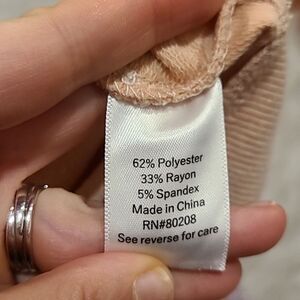 62% Polyester
33% Rayon
5% Spandex
Made in China
RN#80208
See reverse for care